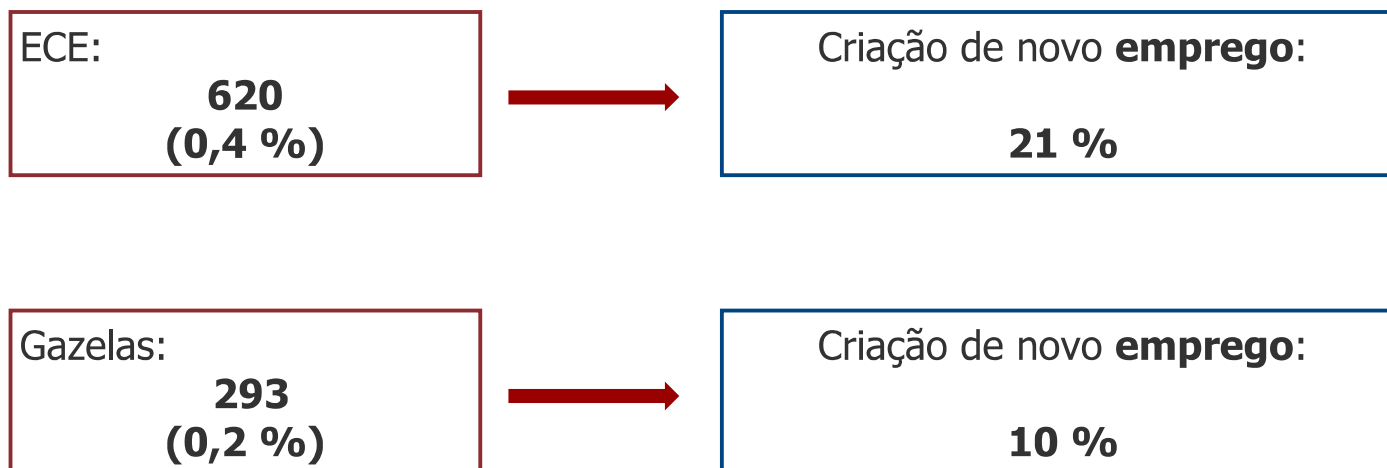 ECE:
620
(0,4 %)
Criação de novo emprego:
21 %
Gazelas:
293
(0,2 %)
Criação de novo emprego:
10 %